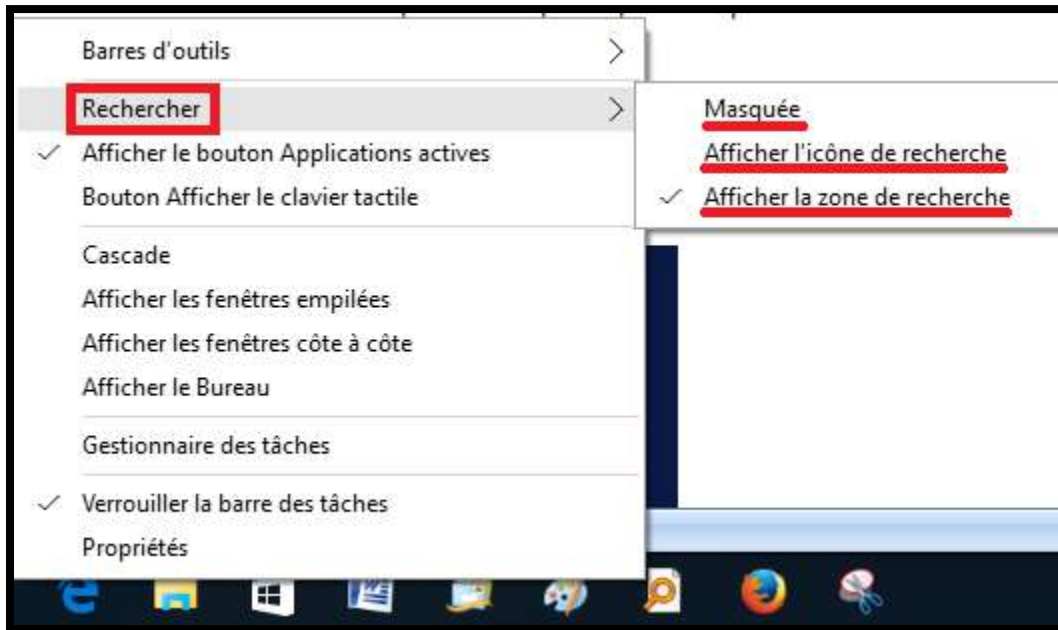 Barres d'outils
Rechercher
Masquée
Afficher le bouton Applications actives
Afficher l'icône de recherche
Bouton Afficher le clavier tactile
Afficher la zone de recherche
Cascade
Afficher les fenêtres empilées
Afficher les fenêtres côte à côte
Afficher le Bureau
Gestionnaire des tâches
Verrouiller la barre des tâches
Propriétés